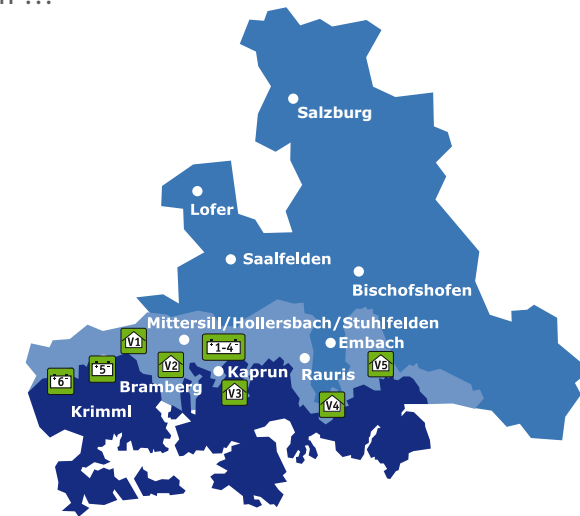 Salzburg
Lofer
Saalfelden
Bischofshofen
Mittersill/Hollersbach/Stuhlfelden
V1
+1-4-
Embach
+6-
+5-
V2
Kaprun
Rauris
V5
Bramberg
V3
Krimml
V4